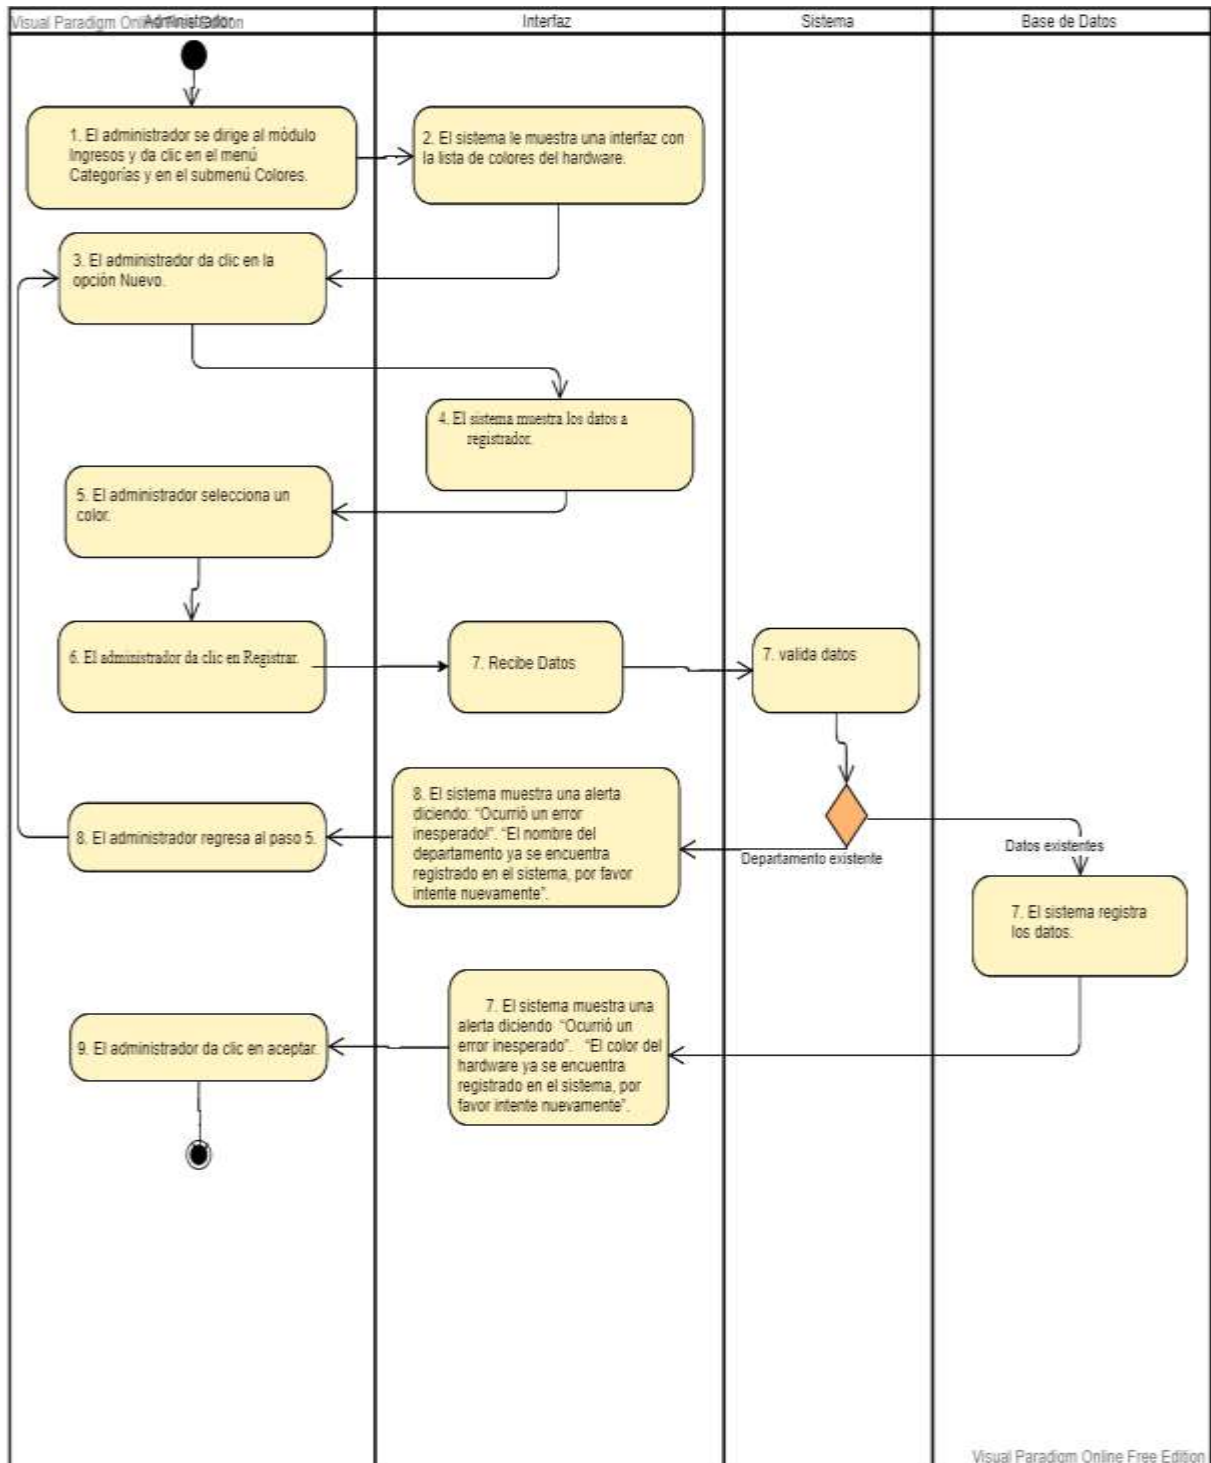 Visual Paradigm Online Free Edition
Administrador
Interfaz
Sistema
Base de Datos
1. El administrador se dirige al módulo
Ingresos y da clic en el menú
Categorías y en el submenú Colores.
2. El sistema le muestra una interfaz con
la lista de colores del hardware.
3. El administrador da clic en la
opción Nuevo.
4. El sistema muestra los datos a
registrador.
5. El administrador selecciona un
color.
6. El administrador da clic en Registrar.
7. Recibe Datos
7. valida datos
8. El sistema muestra una alerta
diciendo: “Ocurrió un error
inesperado!”. “El nombre del
departamento ya se encuentra
registrado en el sistema, por favor
intente nuevamente”.
8. El administrador regresa al paso 5.
Departamento existente
Datos existentes
7. El sistema registra
los datos.
7. El sistema muestra una
alerta diciendo “Ocurrió un
error inesperado”. “El color del
hardware ya se encuentra
registrado en el sistema, por
favor intente nuevamente”.
9. El administrador da clic en aceptar.
Visual Paradigm Online Free Edition